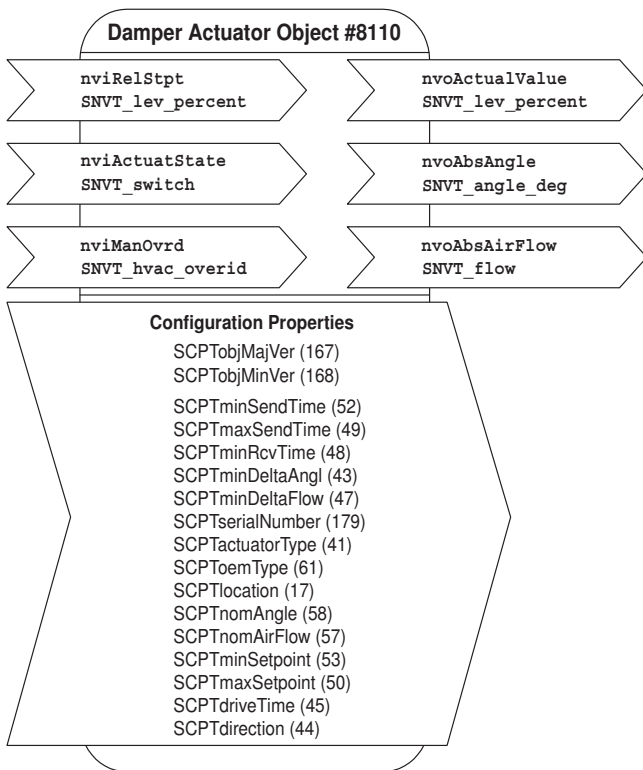 Damper Actuator Object #8110
nviRelStpt
SNVT_lev_percent
nvoActualValue
SNVT_lev_percent
nviActuatState
SNVT_switch
nvoAbsAngle
SNVT_angle_deg
nviManOvrd
SNVT_hvac_overid
nvoAbsAirFlow
SNVT_flow
Configuration Properties
SCPTobjMajVer (167)
SCPTobjMinVer (168)
SCPTminSendTime (52)
SCPTmaxSendTime (49)
SCPTminRcvTime (48)
SCPTminDeltaAngl (43)
SCPTminDeltaFlow (47)
SCPTserialNumber (179)
SCPTactuatorType (41)
SCPToemType (61)
SCPTlocation (17)
SCPTnomAngle (58)
SCPTnomAirFlow (57)
SCPTminSetpoint (53)
SCPTmaxSetpoint (50)
SCPTdriveTime (45)
SCPTdirection (44)